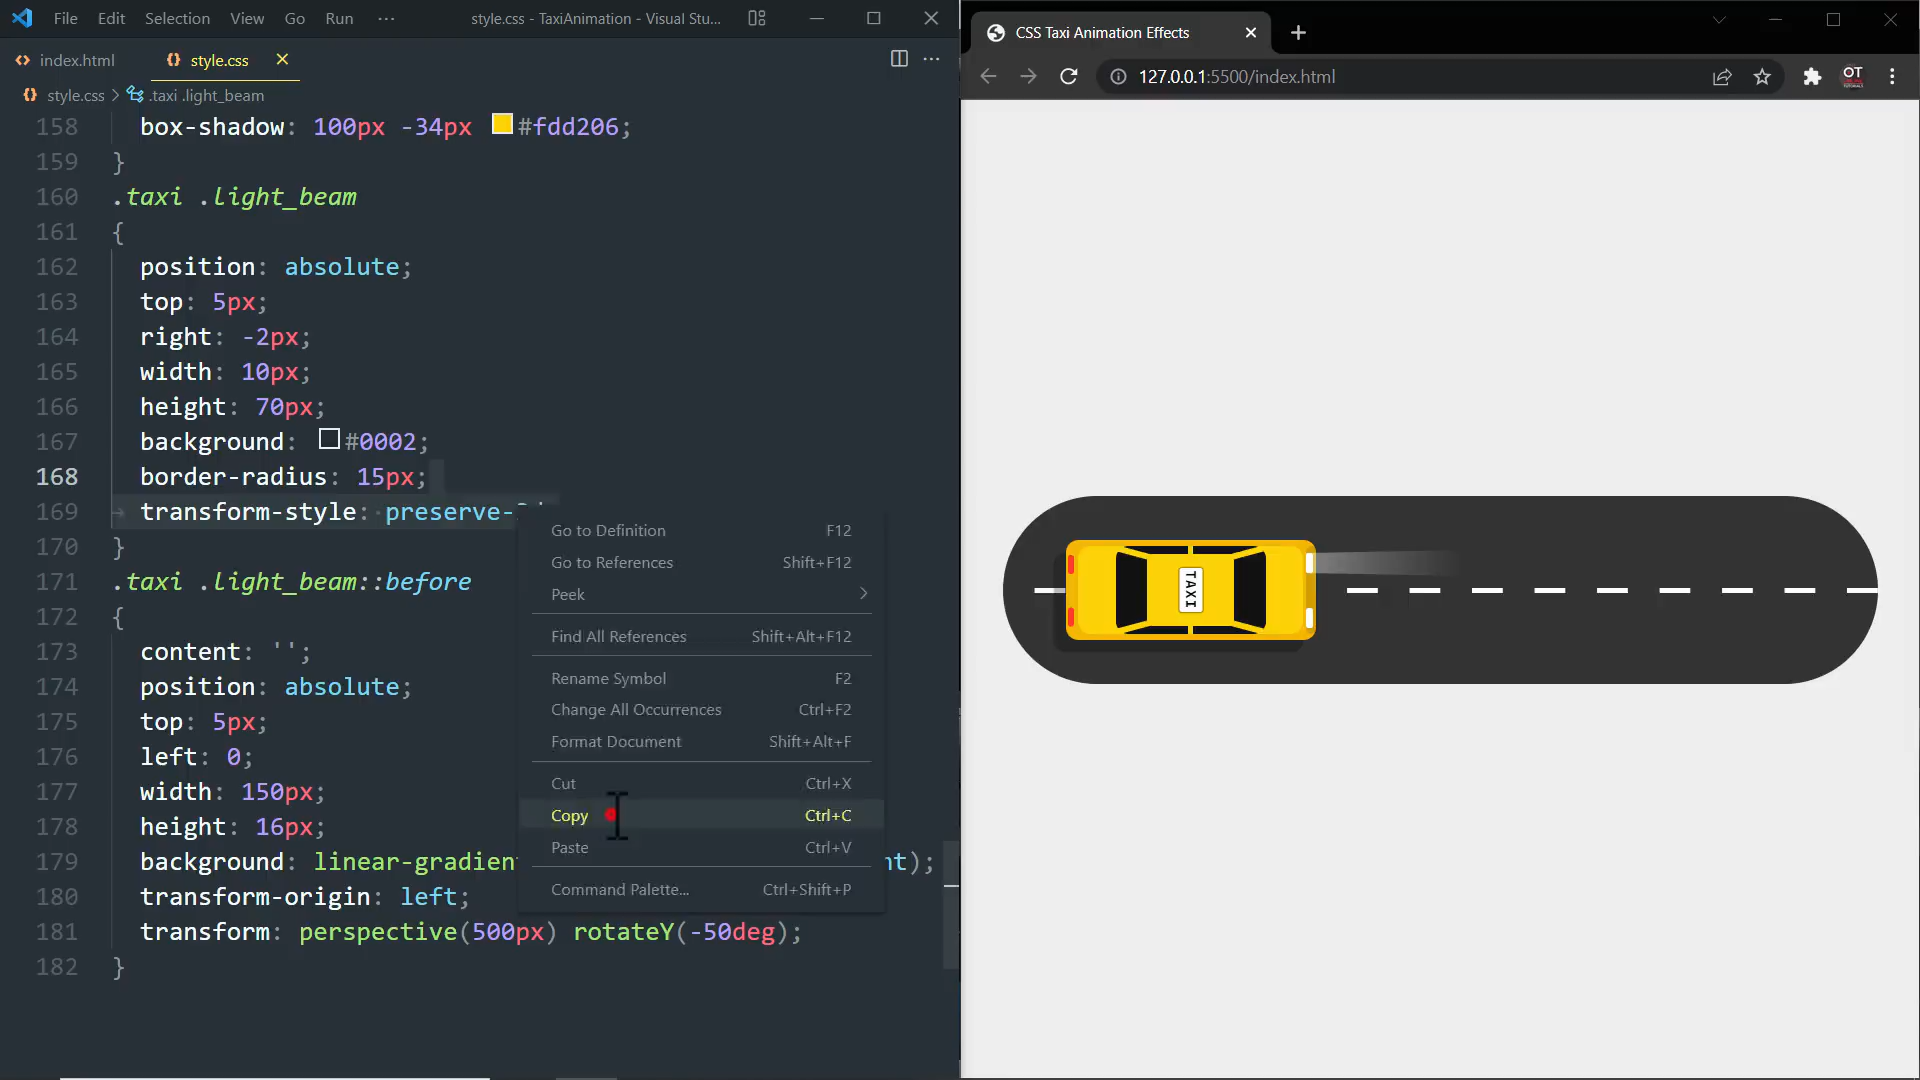 File Edit Selection View Go Run ··· style.css - TaxiAnimation - Visual Stu...
index.html style.css
style.css > .taxi .light_beam
158 box-shadow: 100px -34px #fdd206;
159 }
160 .taxi .light_beam
161 {
162 position: absolute;
163 top: 5px;
164 right: -2px;
165 width: 10px;
166 height: 70px;
167 background: #0002;
168 border-radius: 15px;
169 transform-style: preserve-
170 }
171 .taxi .light_beam::before
172 {
173 content: '';
174 position: absolute;
175 top: 5px;
176 left: 0;
177 width: 150px;
178 height: 16px;
179 background: linear-gradien nt);
180 transform-origin: left;
181 transform: perspective(500px) rotateY(-50deg);
182 }
Go to Definition F12
Go to References Shift+F12
Peek
Find All References Shift+Alt+F12
Rename Symbol F2
Change All Occurrences Ctrl+F2
Format Document Shift+Alt+F
Cut Ctrl+X
Copy Ctrl+C
Paste Ctrl+V
Command Palette... Ctrl+Shift+P
CSS Taxi Animation Effects
127.0.0.1:5500/index.html
OT
TAXI